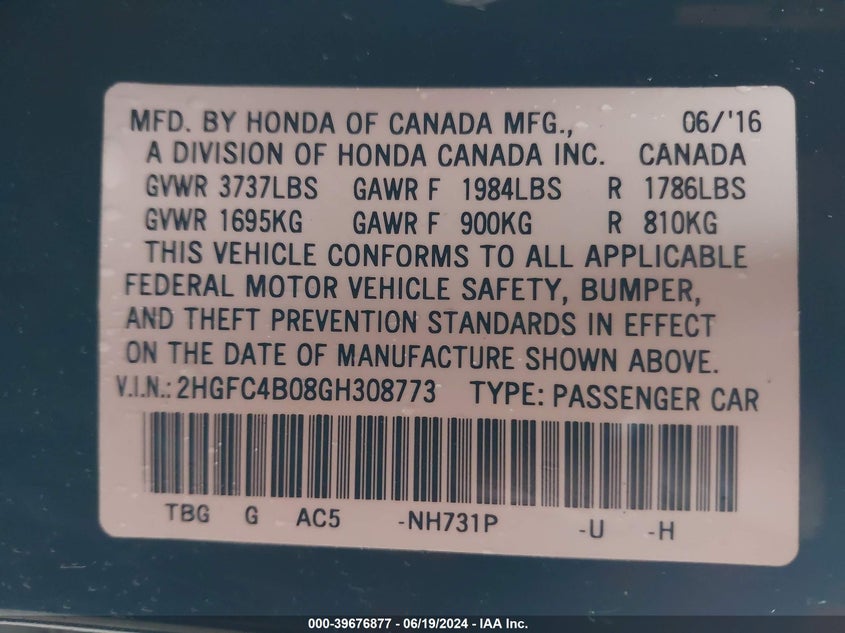 MFD. BY HONDA OF CANADA MFG., 06/'16
A DIVISION OF HONDA CANADA INC. CANADA
GVWR 3737LBS GAWR F 1984LBS R 1786LBS
GVWR 1695KG GAWR F 900KG R 810KG
THIS VEHICLE CONFORMS TO ALL APPLICABLE
FEDERAL MOTOR VEHICLE SAFETY, BUMPER,
AND THEFT PREVENTION STANDARDS IN EFFECT
ON THE DATE OF MANUFACTURE SHOWN ABOVE.
V.I.N.: 2HGFC4B08GH308773 TYPE: PASSENGER CAR
TBG G AC5 -NH731P -U -H
000-39676877 - 06/19/2024 - IAA Inc.